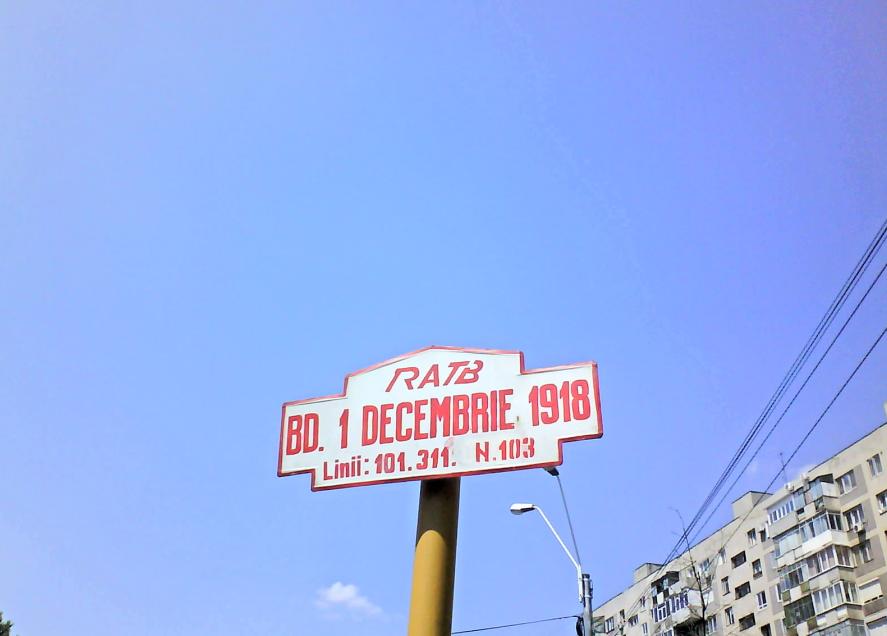 RATB
BD. 1 DECEMBRIE 1918
Linii: 101. 311. N.103